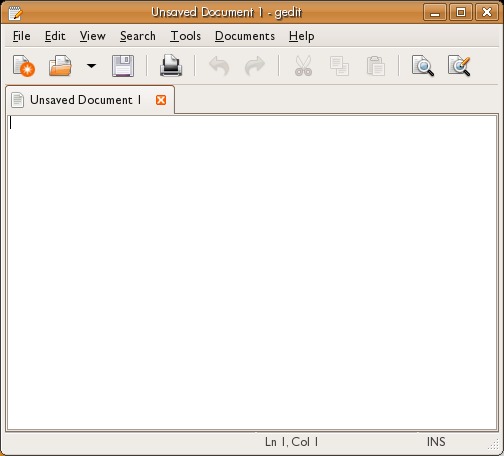 Unsaved Document 1 - gedit
File Edit View Search Tools Documents Help
Unsaved Document 1
Ln 1, Col 1 INS